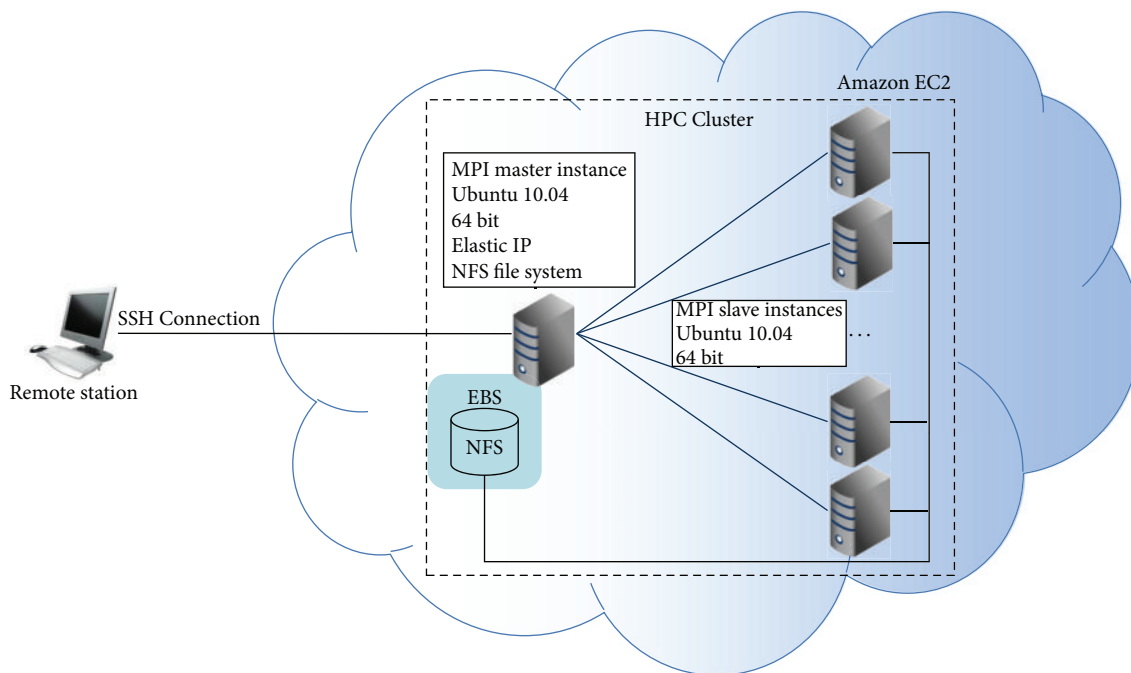 Amazon EC2
HPC Cluster
MPI master instance
Ubuntu 10.04
64 bit
Elastic IP
NFS file system
SSH Connection
MPI slave instances
Ubuntu 10.04
64 bit
...
Remote station
EBS
NFS